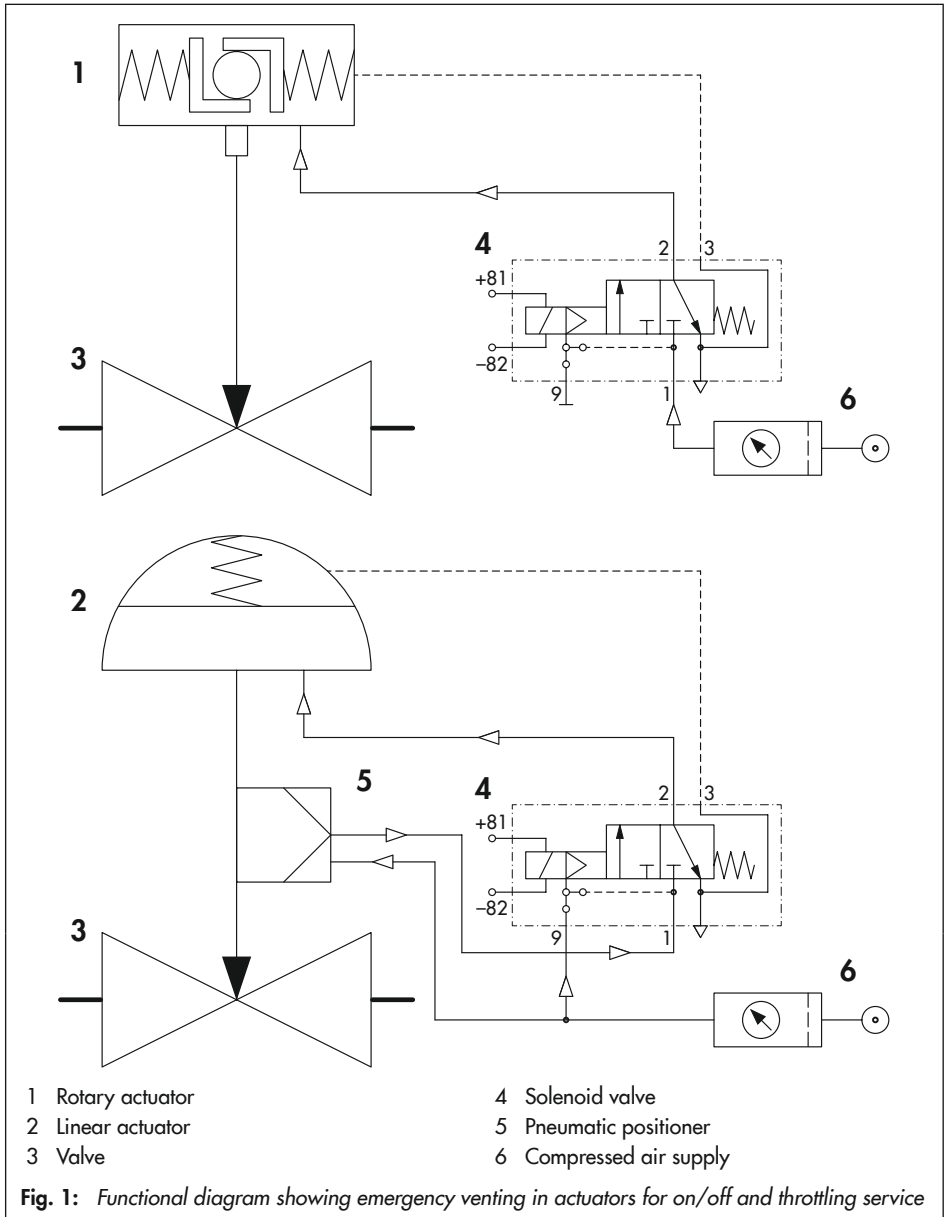 1
2 3
4
+81
−82
3
9 1
6
2
5
4
2 3
+81
−82
3
9 1
6
1 Rotary actuator
2 Linear actuator
3 Valve
4 Solenoid valve
5 Pneumatic positioner
6 Compressed air supply
Fig. 1: Functional diagram showing emergency venting in actuators for on/off and throttling service